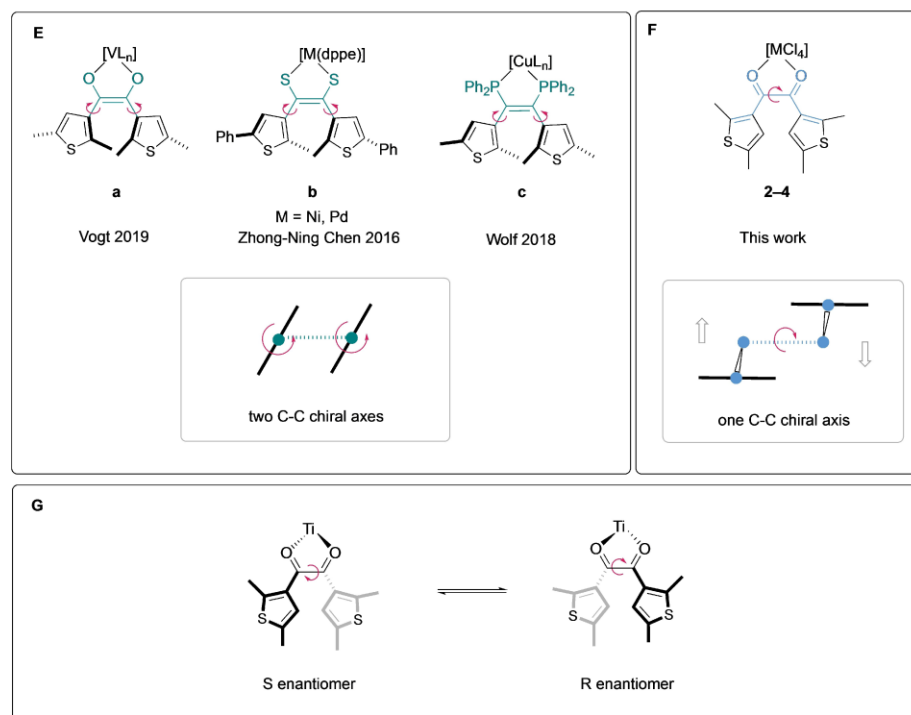 E
[VLn]
O O
S S
a
Vogt 2019
[M(dppe)]
S S
Ph S S Ph
b
M = Ni, Pd
Zhong-Ning Chen 2016
[CuLn]
Ph2P PPh2
S S
c
Wolf 2018
two C-C chiral axes
F
[MCl4]
O O
S S
2–4
This work
one C-C chiral axis
G
Ti
O O
S S
S enantiomer
Ti
O O
S S
R enantiomer